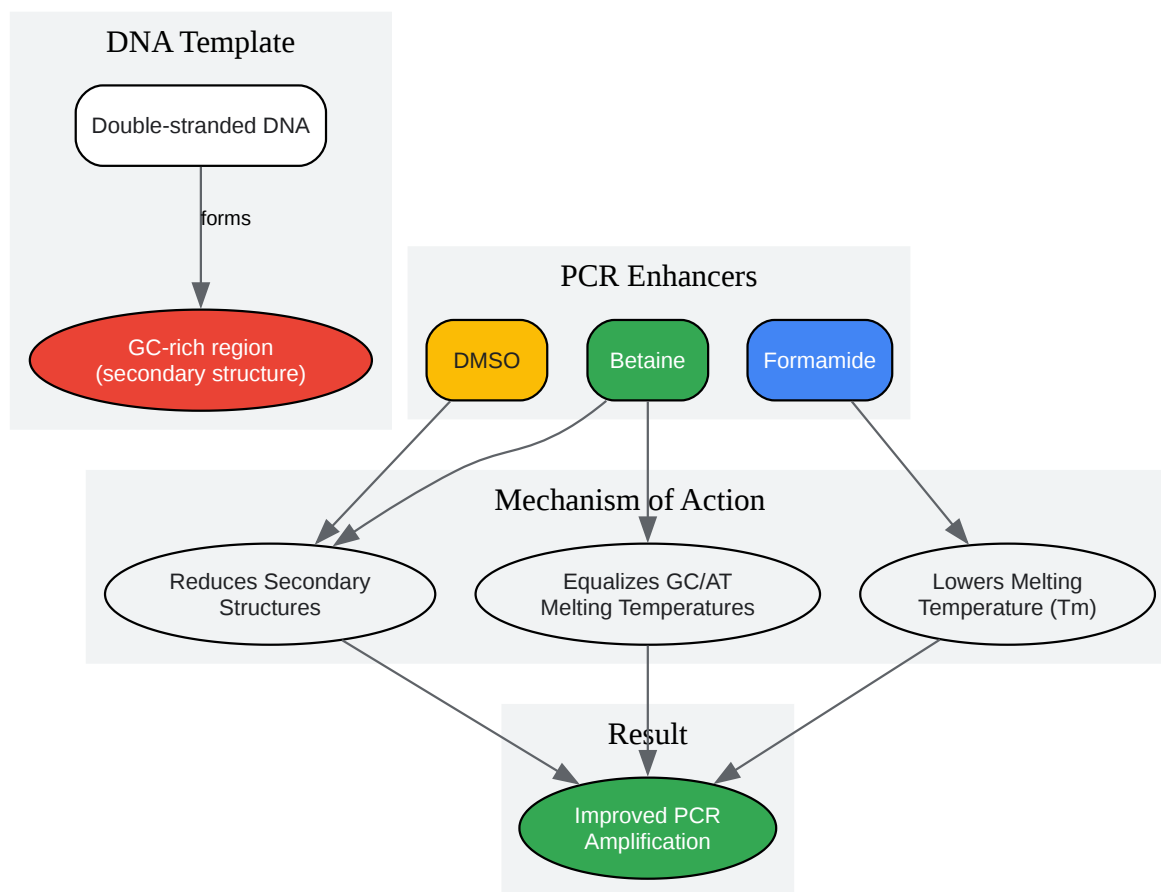 DNA Template
Double-stranded DNA
forms
GC-rich region
(secondary structure)
PCR Enhancers
DMSO
Betaine
Formamide
Mechanism of Action
Reduces Secondary
Structures
Equalizes GC/AT
Melting Temperatures
Lowers Melting
Temperature (Tm)
Result
Improved PCR
Amplification